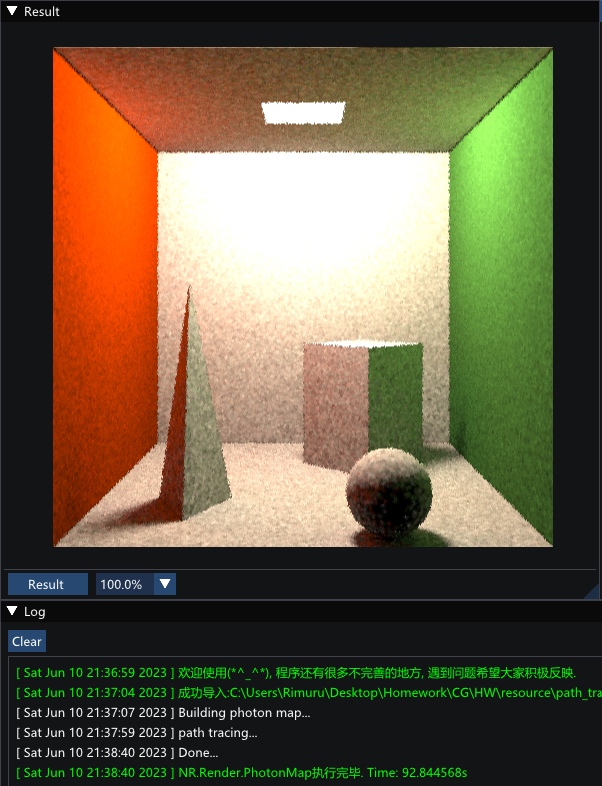 Result
Result
100.0%
Log
Clear
[ Sat Jun 10 21:36:59 2023 ] 欢迎使用(*^_^*), 程序还有很多不完善的地方, 遇到问题希望大家积极反映.
[ Sat Jun 10 21:37:04 2023 ] 成功导入:C:\Users\Rimuru\Desktop\Homework\CG\HW\resource\path_tra
[ Sat Jun 10 21:37:07 2023 ] Building photon map...
[ Sat Jun 10 21:37:59 2023 ] path tracing...
[ Sat Jun 10 21:38:40 2023 ] Done...
[ Sat Jun 10 21:38:40 2023 ] NR.Render.PhotonMap执行完毕. Time: 92.844568s